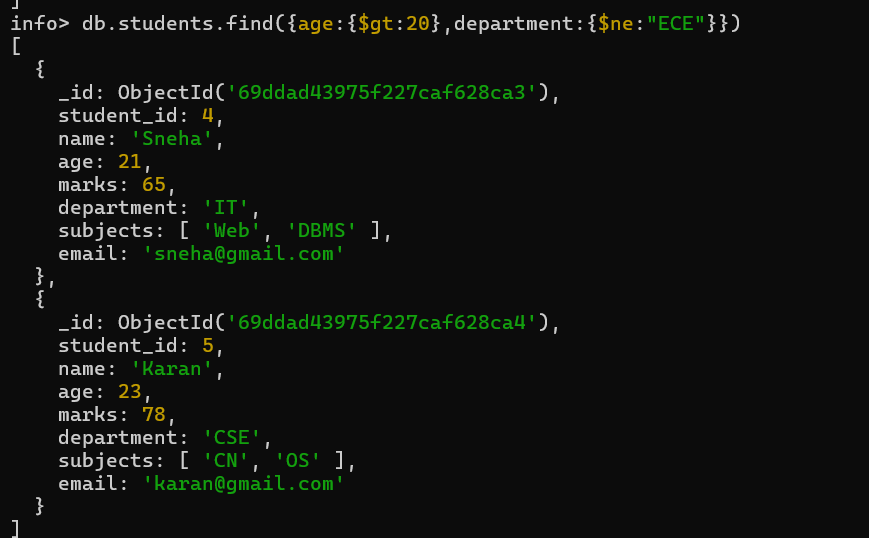 ]
info> db.students.find({age:{$gt:20},department:{$ne:"ECE"}})
[
  {
    _id: ObjectId('69ddad43975f227caf628ca3'),
    student_id: 4,
    name: 'Sneha',
    age: 21,
    marks: 65,
    department: 'IT',
    subjects: [ 'Web', 'DBMS' ],
    email: 'sneha@gmail.com'
  },
  {
    _id: ObjectId('69ddad43975f227caf628ca4'),
    student_id: 5,
    name: 'Karan',
    age: 23,
    marks: 78,
    department: 'CSE',
    subjects: [ 'CN', 'OS' ],
    email: 'karan@gmail.com'
  }
]